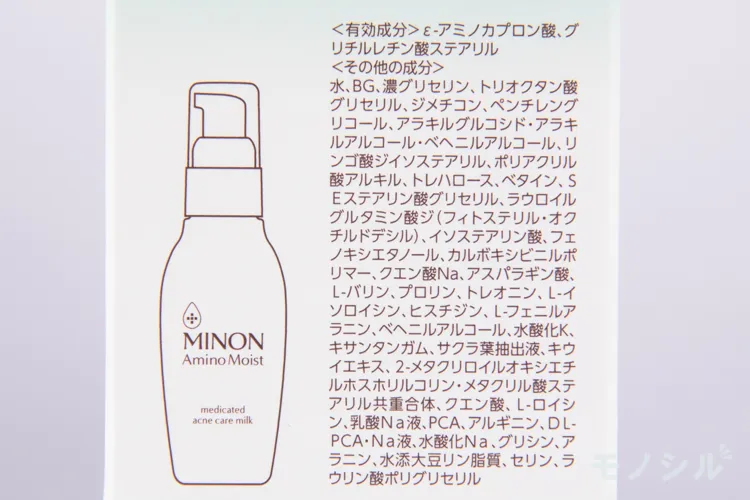 ＜有効成分＞ε-アミノカプロン酸、グ
リチルレチン酸ステアリル
＜その他の成分＞
水、BG、濃グリセリン、トリオクタン酸
グリセリル、ジメチコン、ペンチレング
リコール、アラキルグルコシド・アラキ
ルアルコール・ベヘニルアルコール、リ
ンゴ酸ジイソステアリル、ポリアクリル
酸アルキル、トレハロース、ベタイン、S
Eステアリン酸グリセリル、ラウロイル
グルタミン酸ジ(フィトステリル・オク
チルドデシル)、イソステアリン酸、フェ
ノキシエタノール、カルボキシビニルポ
リマー、クエン酸Na、アスパラギン酸、
L-バリン、プロリン、トレオニン、L-イ
ソロイシン、ヒスチジン、L-フェニルア
ラニン、ベヘニルアルコール、水酸化K、
キサンタンガム、サクラ葉抽出液、キウ
イエキス、2-メタクリロイルオキシエチ
ルホスホリルコリン・メタクリル酸ステ
アリル共重合体、クエン酸、L-ロイシ
ン、乳酸Na液、PCA、アルギニン、DL-
PCA・Na液、水酸化Na、グリシン、ア
ラニン、水添大豆リン脂質、セリン、ラ
ウリン酸ポリグリセリル
MINON
Amino Moist
medicated
acne care milk
モノシル